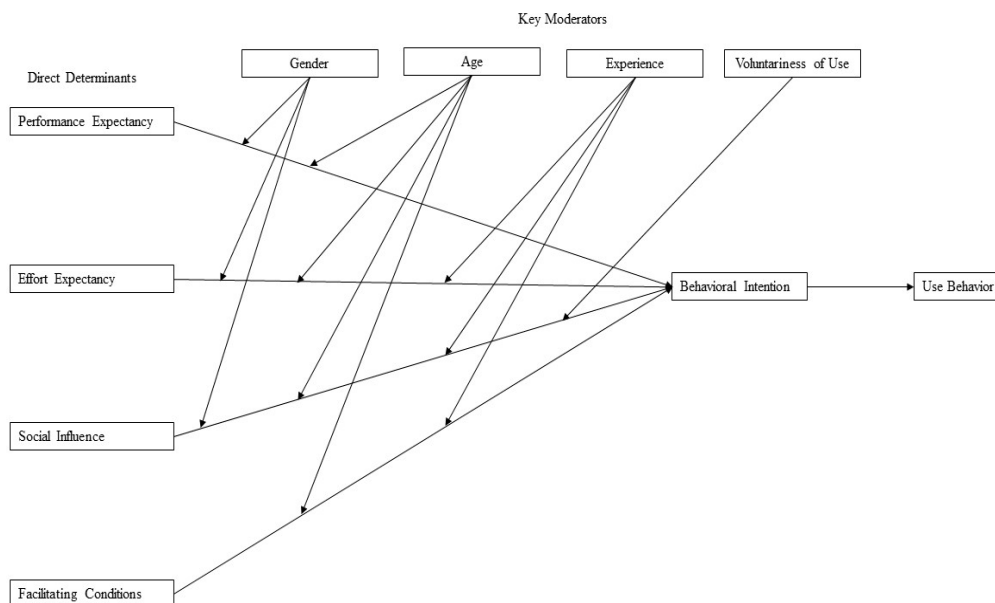 Key Moderators
Gender
Age
Experience
Voluntariness of Use
Direct Determinants
Performance Expectancy
Effort Expectancy
Behavioral Intention
Use Behavior
Social Influence
Facilitating Conditions